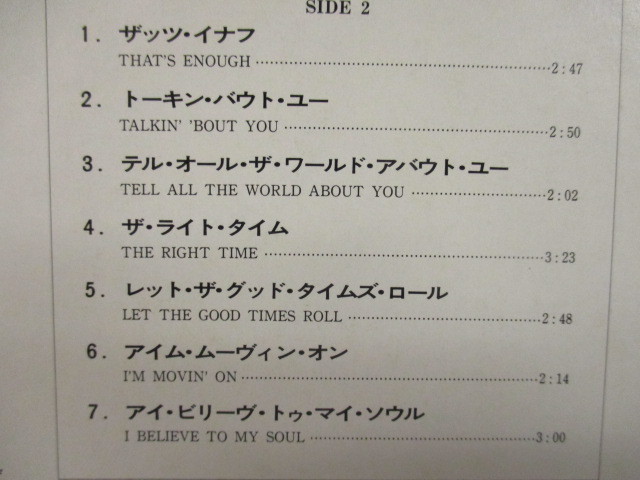 SIDE 2
1. ザッツ・イナフ
THAT'S ENOUGH ……………………………………2:47
2. トーキン・バウト・ユー
TALKIN' 'BOUT YOU ……………………………………2:50
3. テル・オール・ザ・ワールド・アバウト・ユー
TELL ALL THE WORLD ABOUT YOU ……………………2:02
4. ザ・ライト・タイム
THE RIGHT TIME ……………………………………3:23
5. レット・ザ・グッド・タイムズ・ロール
LET THE GOOD TIMES ROLL ……………………………2:48
6. アイム・ムーヴィン・オン
I'M MOVIN' ON ……………………………………2:14
7. アイ・ビリーヴ・トゥ・マイ・ソウル
I BELIEVE TO MY SOUL ……………………………3:00